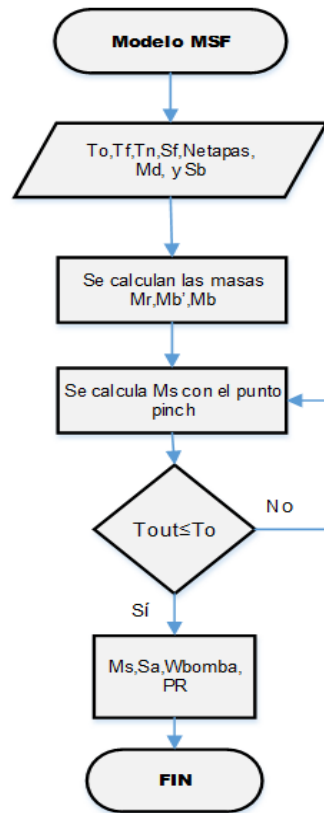 Modelo MSF
To,Tf,Tn,Sf,Netapas,
Md, y Sb
Se calculan las masas
Mr,Mb',Mb
Se calcula Ms con el punto
pinch
Tout≤To
No
Sí
Ms,Sa,Wbomba,
PR
FIN